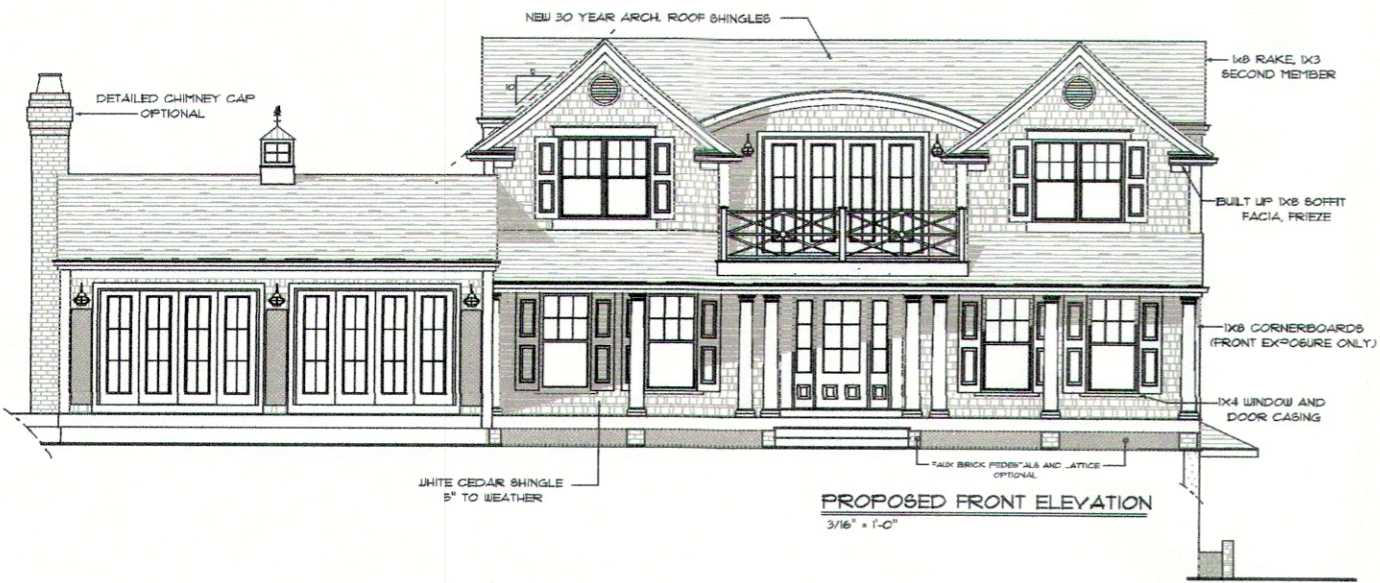 NEW 30 YEAR ARCH. ROOF SHINGLES
1x8 RAKE, 1X3
SECOND MEMBER
DETAILED CHIMNEY CAP
OPTIONAL
10
BUILT UP 1X8 SOFFIT
FACIA, FRIEZE
1X8 CORNERBOARDS
(FRONT EXPOSURE ONLY)
1X4 WINDOW AND
DOOR CASING
FAUX BRICK PEDESTALS AND LATTICE
OPTIONAL
WHITE CEDAR SHINGLE
5" TO WEATHER
PROPOSED FRONT ELEVATION
3/16" = 1'-0"